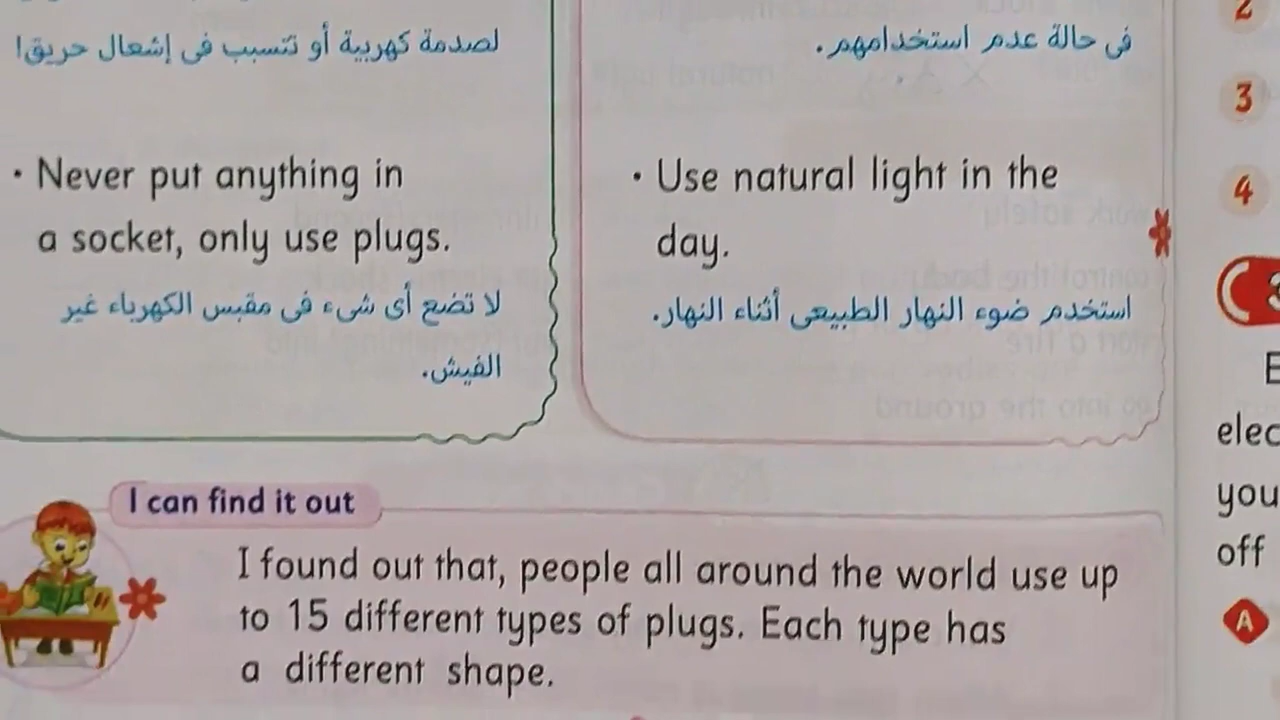 لصدمة كهربية أو تتسبب فى إشعال حريق!
• Never put anything in
a socket, only use plugs.
لا تضع أى شىء فى مقبس الكهرباء غير
الفيش.
فى حالة عدم استخدامهم.
• Use natural light in the
day.
استخدم ضوء النهار الطبيعى أثناء النهار.
I can find it out
I found out that, people all around the world use up
to 15 different types of plugs. Each type has
a different shape.
2
3
4
3
E
elec
you
off
A